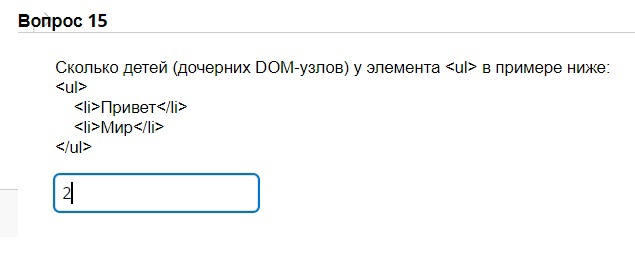 Вопрос 15
Сколько детей (дочерних DOM-узлов) у элемента <ul> в примере ниже:
<ul>
<li>Привет</li>
<li>Мир</li>
</ul>
2